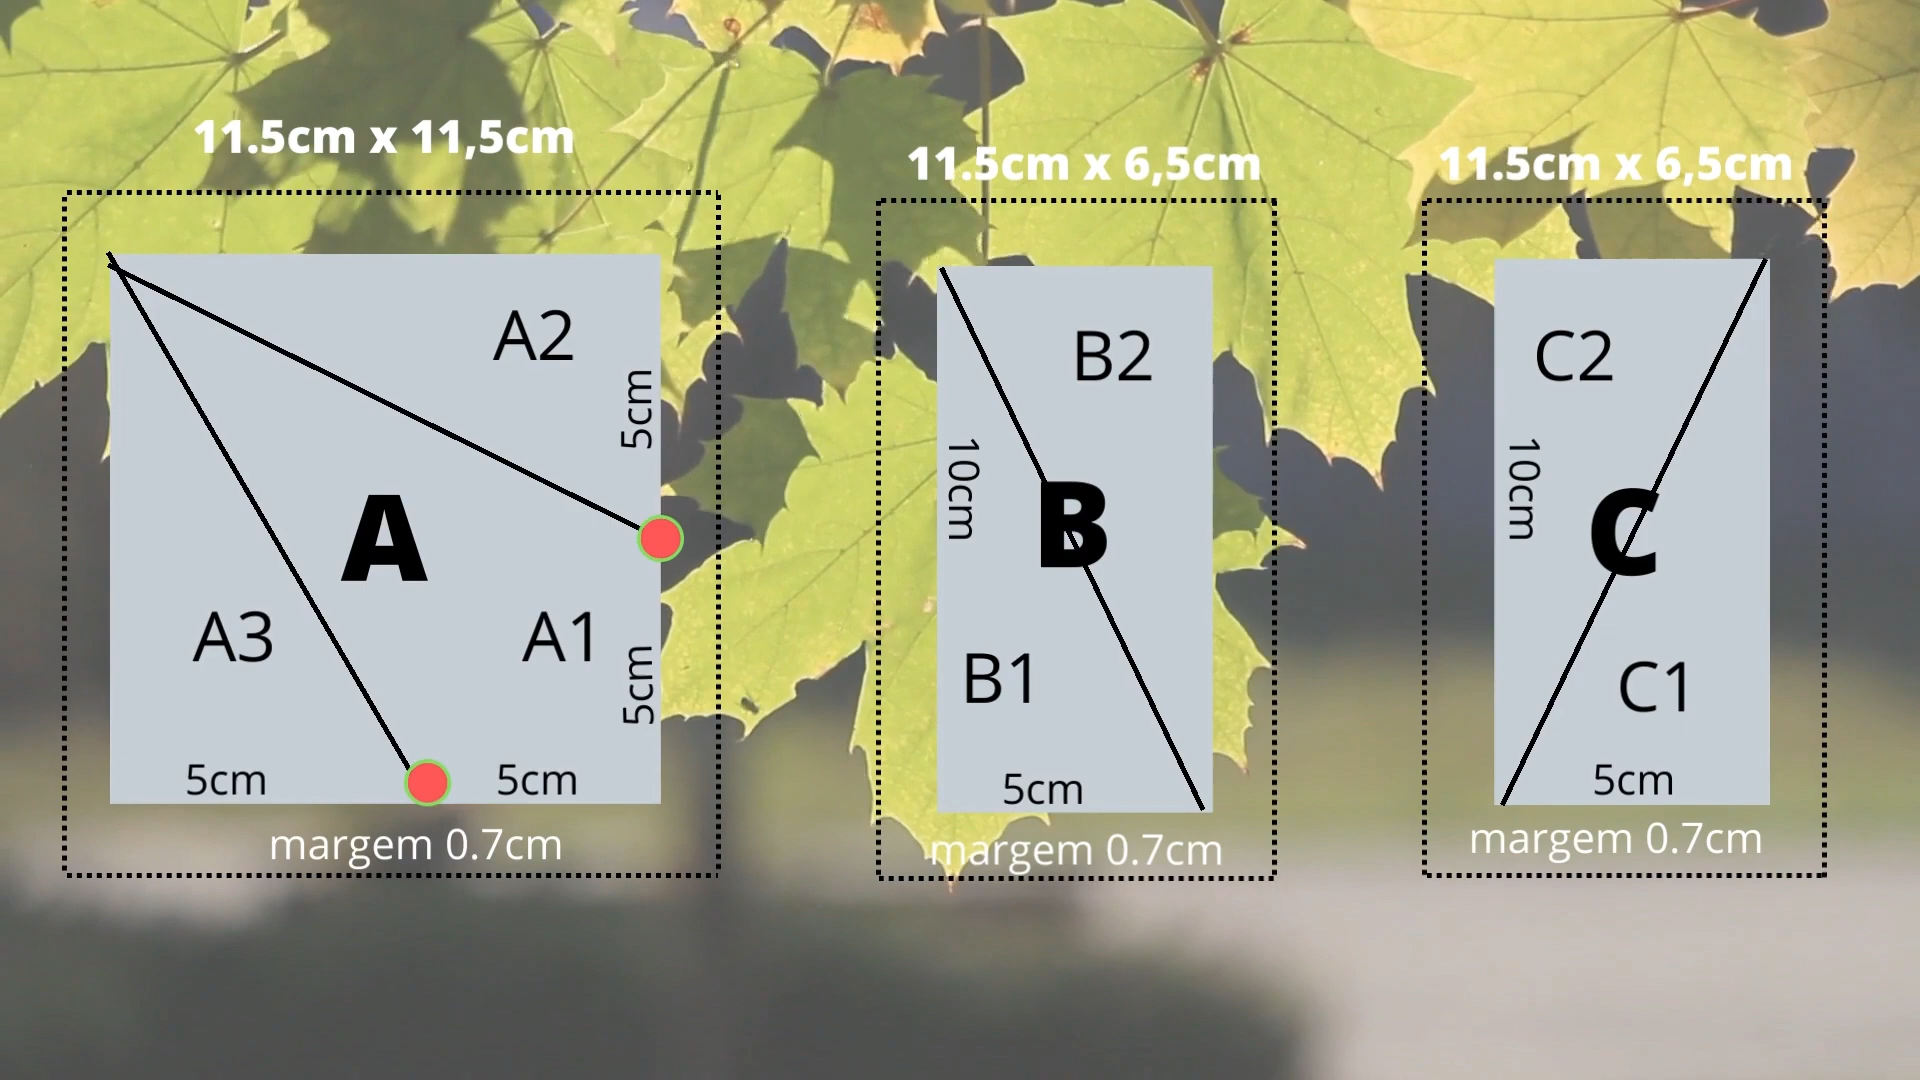 11.5cm x 11,5cm
A2
5cm
A
A3
A1
5cm
5cm
5cm
margem 0.7cm
11.5cm x 6,5cm
B2
10cm
B
B1
5cm
margem 0.7cm
11.5cm x 6,5cm
C2
10cm
C
C1
5cm
margem 0.7cm